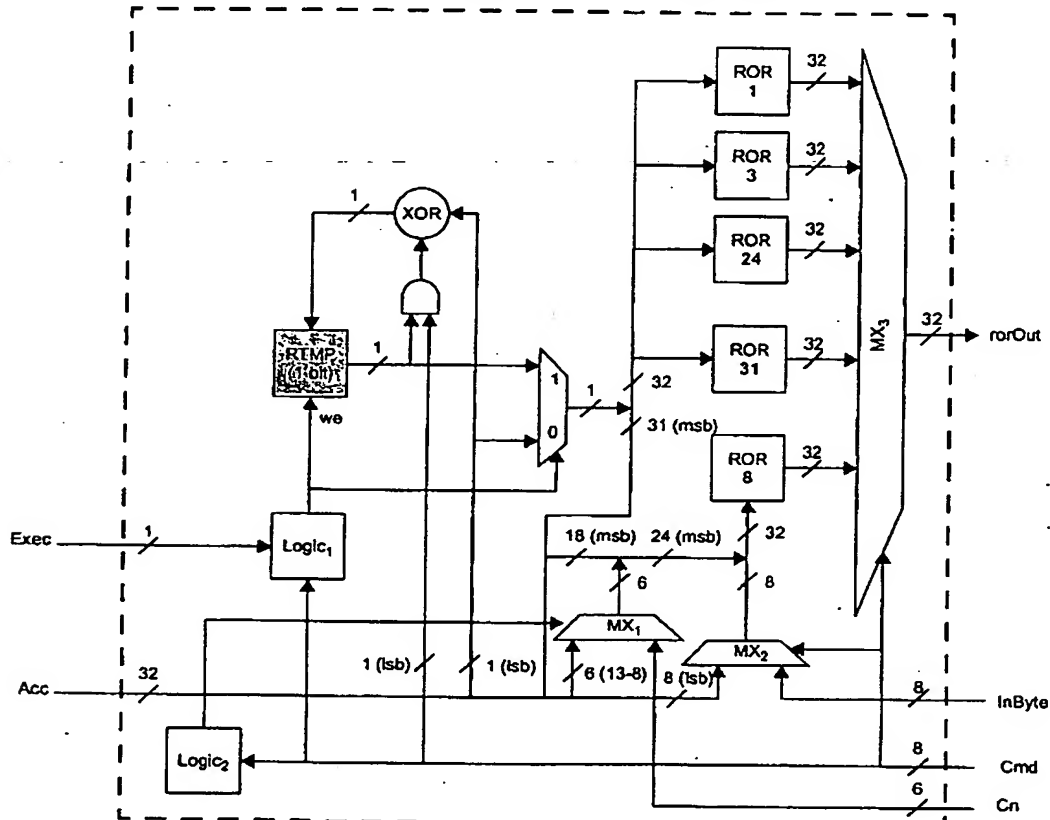 ROR
1
32
ROR
3
32
ROR
24
32
ROR
31
32
ROR
8
32
MX3
32
rorOut
1
XOR
RTMP
(1-bit)
1
we
1
0
1
32
31 (msb)
Exec
1
Logic1
18 (msb)
24 (msb)
32
6
8
MX1
MX2
1 (lsb)
1 (lsb)
6 (13-8)
8 (lsb)
Acc
32
8
InByte
Logic2
8
Cmd
6
Cn